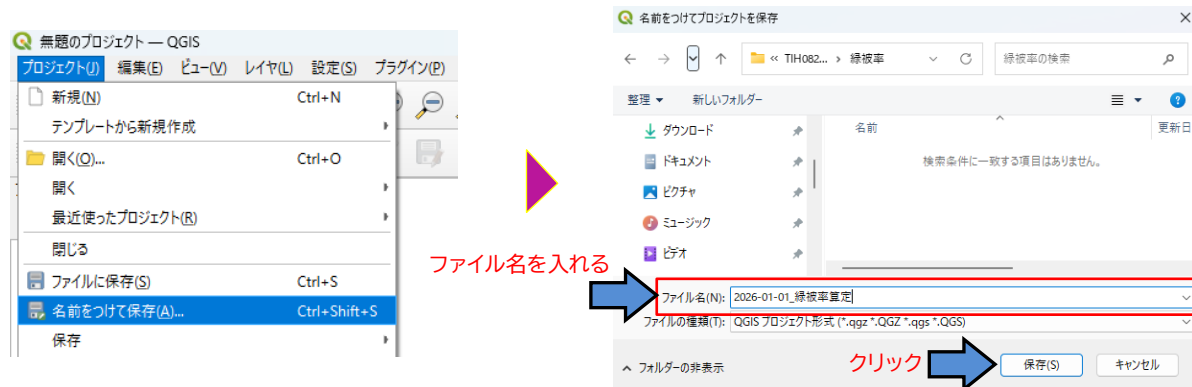 無題のプロジェクト — QGIS
プロジェクト(J) 編集(E) ビュー(V) レイヤ(L) 設定(S) プラグイン(P)
新規(N) Ctrl+N
テンプレートから新規作成
開く(O)... Ctrl+O
開く
最近使ったプロジェクト(R)
閉じる
ファイルに保存(S) Ctrl+S
名前をつけて保存(A)... Ctrl+Shift+S
保存
ファイル名を入れる
名前をつけてプロジェクトを保存
« TIH082... › 緑被率
緑被率の検索
整理 新しいフォルダー
名前 更新日
ダウンロード
ドキュメント
ピクチャ
ミュージック
ビデオ
検索条件に一致する項目はありません。
ファイル名(N): 2026-01-01_緑被率算定
ファイルの種類(T): QGIS プロジェクト形式 (*.qgz *.QGZ *.qgs *.QGS)
フォルダーの非表示
クリック
保存(S) キャンセル